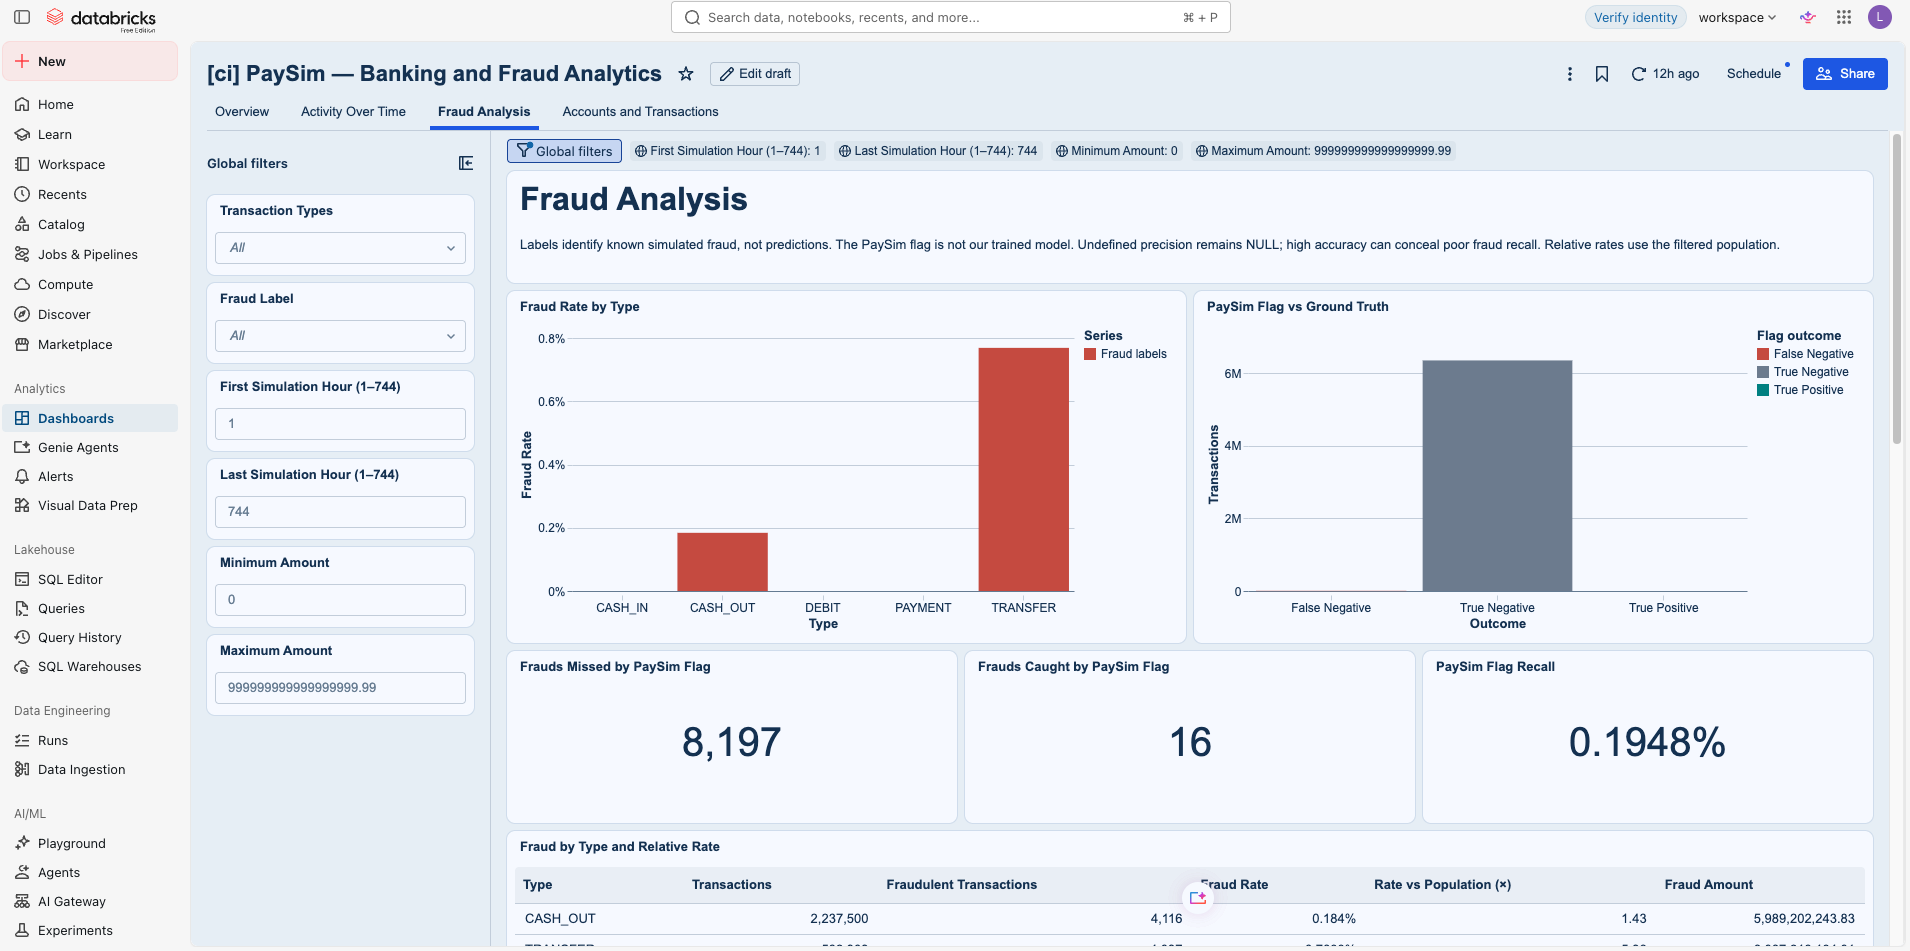 databricks
Free Edition
Search data, notebooks, recents, and more...
⌘ + P
Verify identity
workspace
L
New
Home
Learn
Workspace
Recents
Catalog
Jobs & Pipelines
Compute
Discover
Marketplace
Analytics
Dashboards
Genie Agents
Alerts
Visual Data Prep
Lakehouse
SQL Editor
Queries
Query History
SQL Warehouses
Data Engineering
Runs
Data Ingestion
AI/ML
Playground
Agents
AI Gateway
Experiments
[ci] PaySim — Banking and Fraud Analytics
Edit draft
12h ago
Schedule
Share
Overview
Activity Over Time
Fraud Analysis
Accounts and Transactions
Global filters
Transaction Types
All
Fraud Label
All
First Simulation Hour (1–744)
1
Last Simulation Hour (1–744)
744
Minimum Amount
0
Maximum Amount
999999999999999999.99
Global filters
First Simulation Hour (1–744): 1
Last Simulation Hour (1–744): 744
Minimum Amount: 0
Maximum Amount: 999999999999999999.99
Fraud Analysis
Labels identify known simulated fraud, not predictions. The PaySim flag is not our trained model. Undefined precision remains NULL; high accuracy can conceal poor fraud recall. Relative rates use the filtered population.
Fraud Rate by Type
0.8%
0.6%
0.4%
0.2%
0%
Fraud Rate
CASH_IN
CASH_OUT
DEBIT
PAYMENT
TRANSFER
Type
Series
Fraud labels
PaySim Flag vs Ground Truth
6M
4M
2M
0
Transactions
False Negative
True Negative
True Positive
Outcome
Flag outcome
False Negative
True Negative
True Positive
Frauds Missed by PaySim Flag
8,197
Frauds Caught by PaySim Flag
16
PaySim Flag Recall
0.1948%
Fraud by Type and Relative Rate
Type Transactions Fraudulent Transactions Fraud Rate Rate vs Population (×) Fraud Amount
CASH_OUT 2,237,500 4,116 0.184% 1.43 5,989,202,243.83
TRANSFER